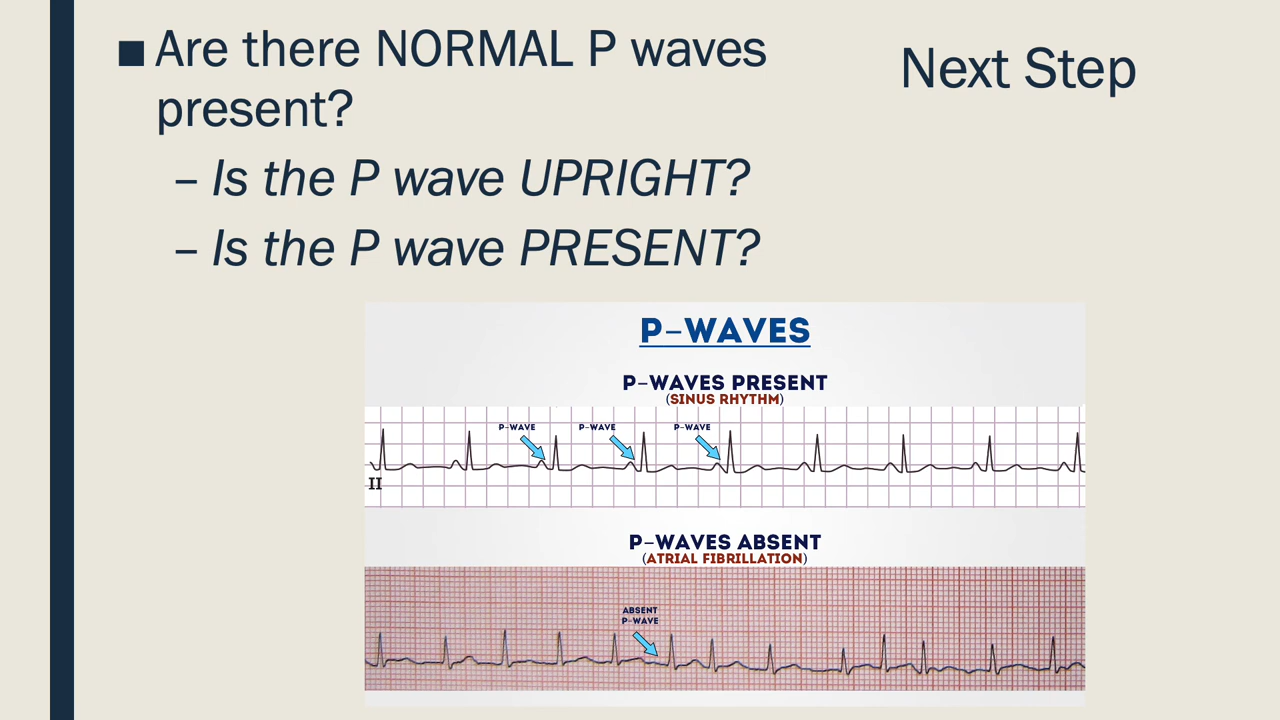 ■ Are there NORMAL P waves
present?
– Is the P wave UPRIGHT?
– Is the P wave PRESENT?
Next Step
P-WAVES
P-WAVES PRESENT
(SINUS RHYTHM)
P-WAVE P-WAVE P-WAVE
II
P-WAVES ABSENT
(ATRIAL FIBRILLATION)
ABSENT
P-WAVE